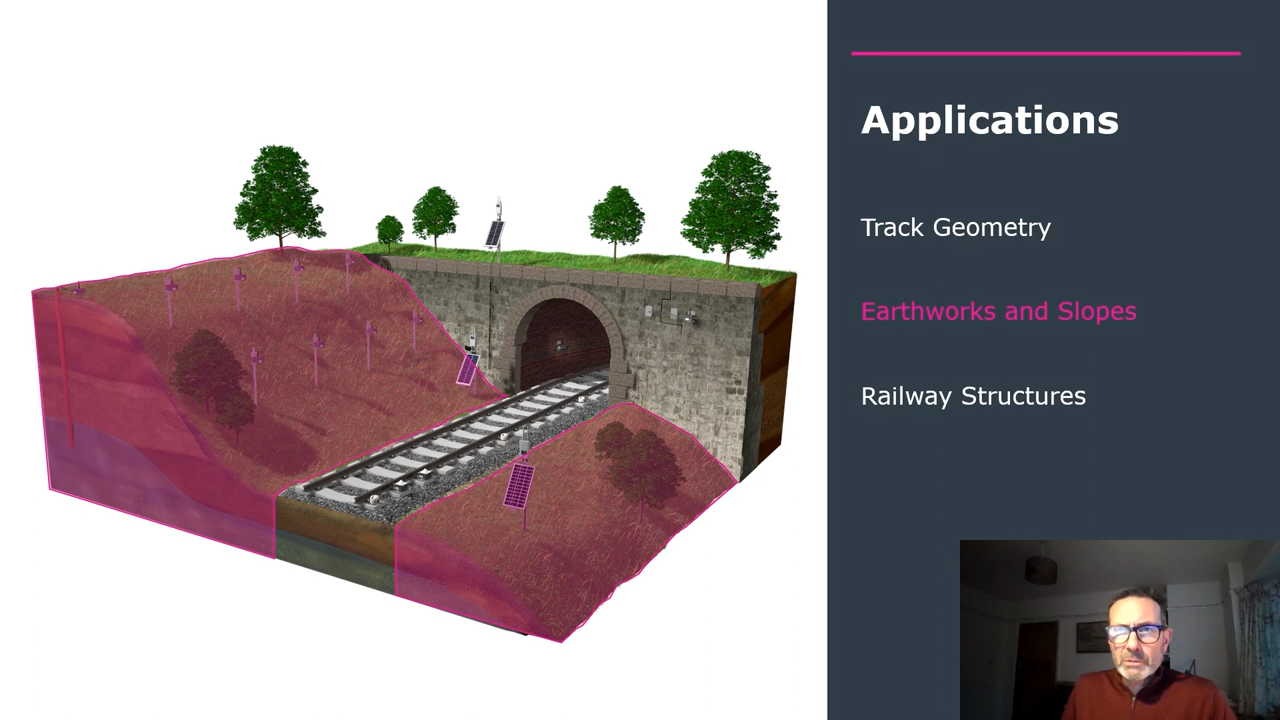 Applications
Track Geometry
Earthworks and Slopes
Railway Structures